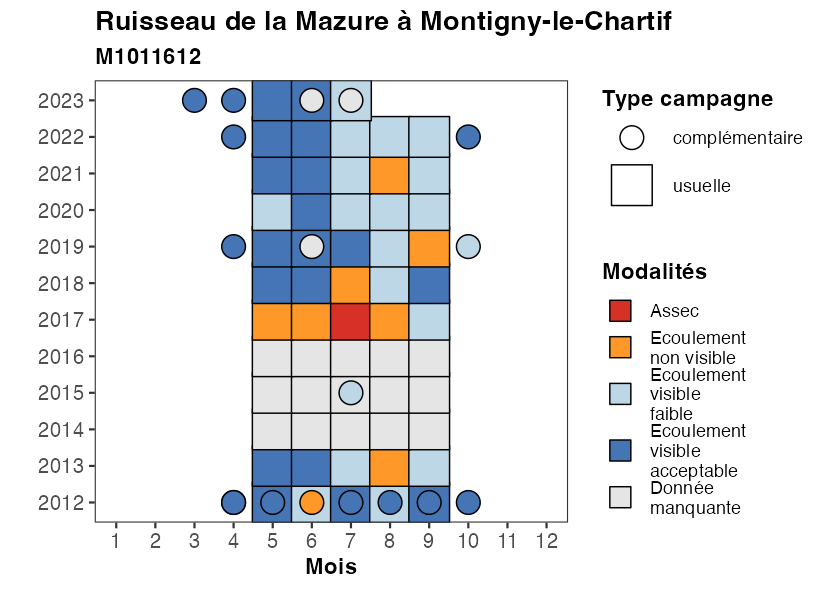 Ruisseau de la Mazure à Montigny-le-Chartif
M1011612
2023
2022
2021
2020
2019
2018
2017
2016
2015
2014
2013
2012
1 2 3 4 5 6 7 8 9 10 11 12
Mois
Type campagne
complémentaire
usuelle
Modalités
Assec
Ecoulement
non visible
Ecoulement
visible
faible
Ecoulement
visible
acceptable
Donnée
manquante